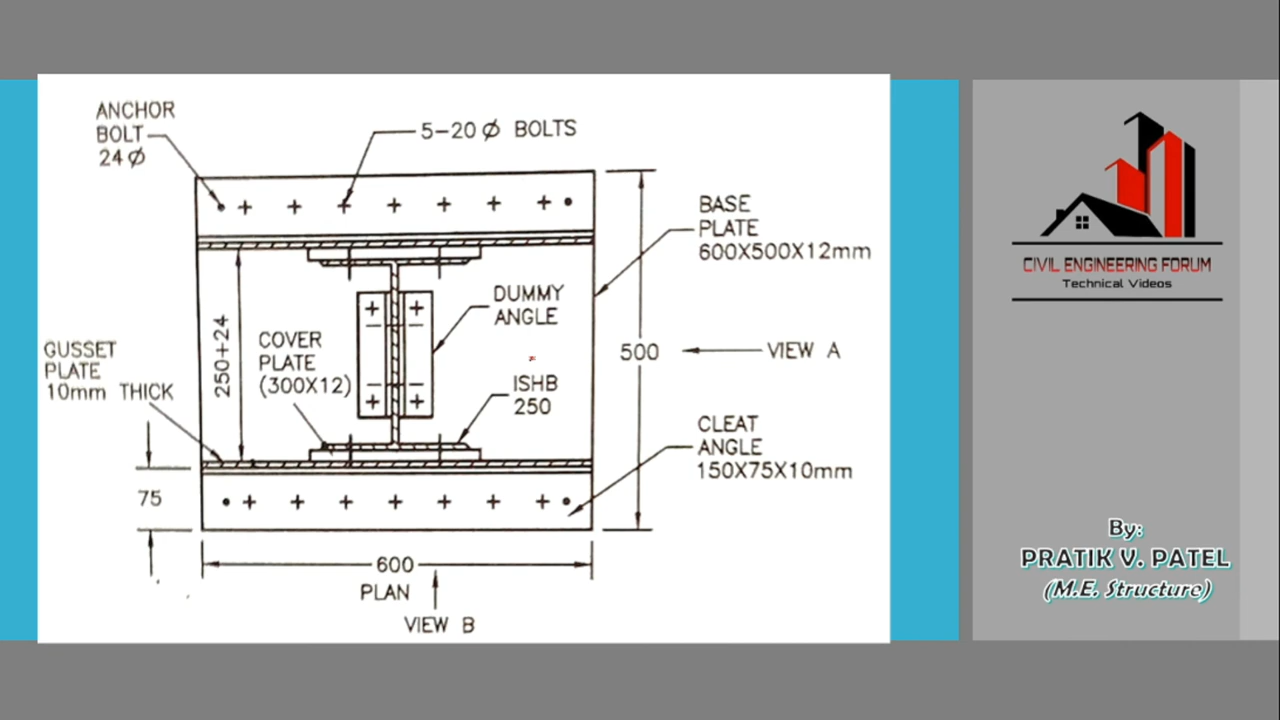 ANCHOR
BOLT
24Ø
5-20Ø BOLTS
BASE
PLATE
600X500X12mm
DUMMY
ANGLE
250+24
COVER
PLATE
(300X12)
GUSSET
PLATE
10mm THICK
500
VIEW A
ISHB
250
CLEAT
ANGLE
150X75X10mm
75
600
PLAN
VIEW B
CIVIL ENGINEERING FORUM
Technical Videos
By:
PRATIK V. PATEL
(M.E. Structure)